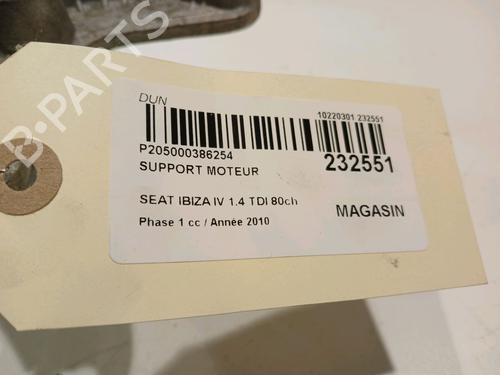 B-PARTS
DUN
10220301 232551
P205000386254
232551
SUPPORT MOTEUR
SEAT IBIZA IV 1.4 TDI 80ch
MAGASIN
Phase 1 cc / Année 2010